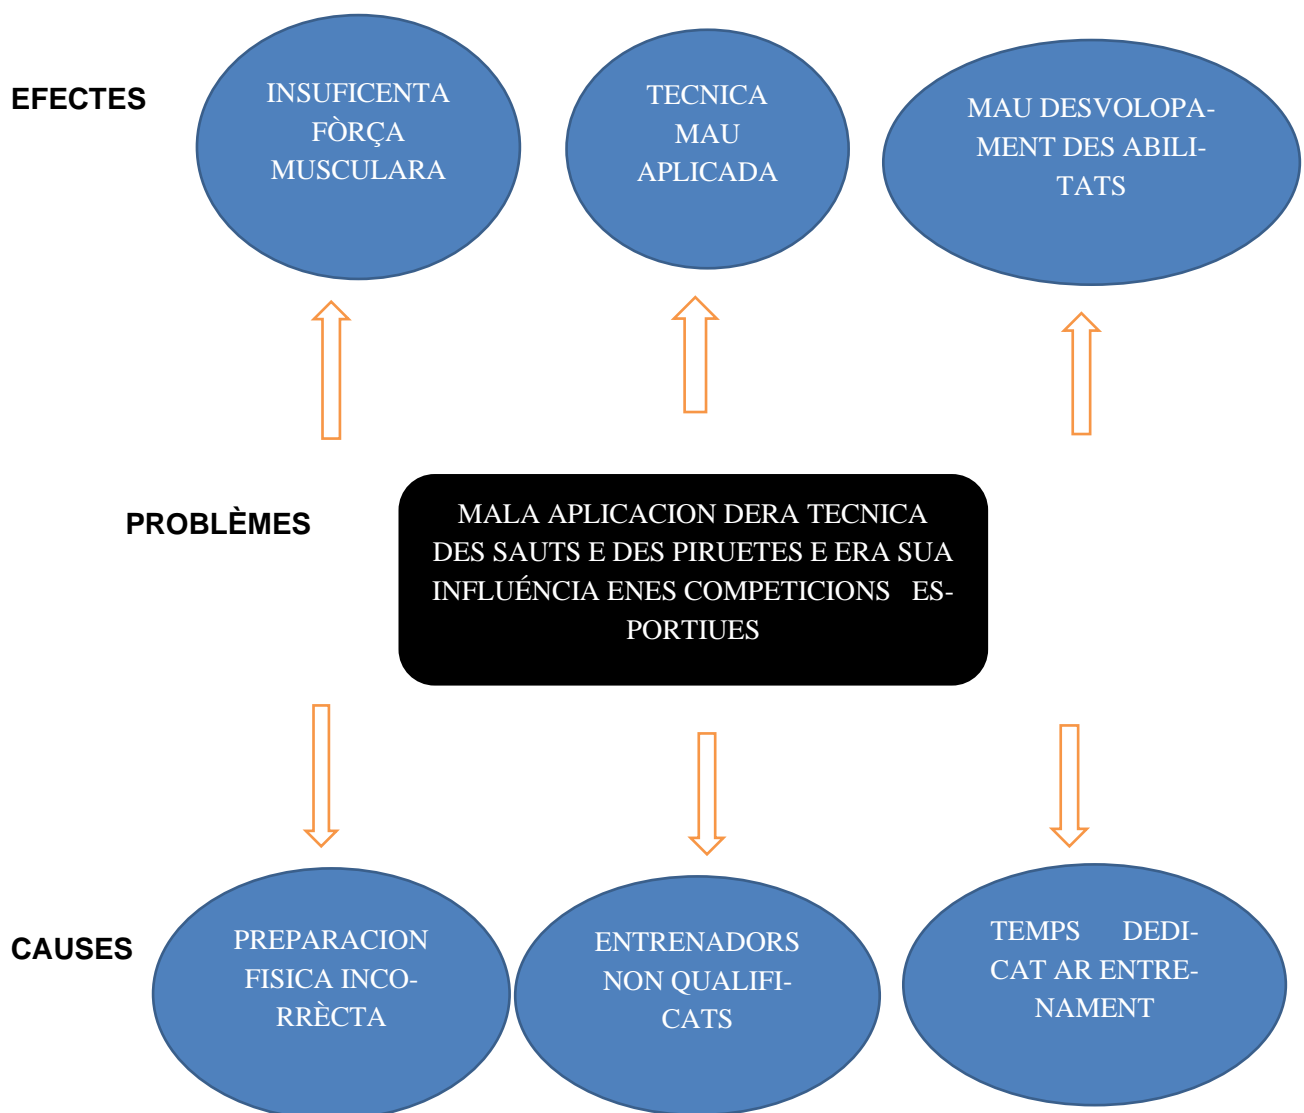 EFECTES
INSUFICENTA
FÒRÇA
MUSCULARA
TECNICA
MAU
APLICADA
MAU DESVOLOPA-
MENT DES ABILI-
TATS
PROBLÈMES
MALA APLICACION DERA TECNICA
DES SAUTS E DES PIRUETES E ERA SUA
INFLUÉNCIA ENES COMPETICIONS ES-
PORTIUES
CAUSES
PREPARACION
FISICA INCO-
RRÈCTA
ENTRENADORS
NON QUALIFI-
CATS
TEMPS DEDI-
CAT AR ENTRE-
NAMENT